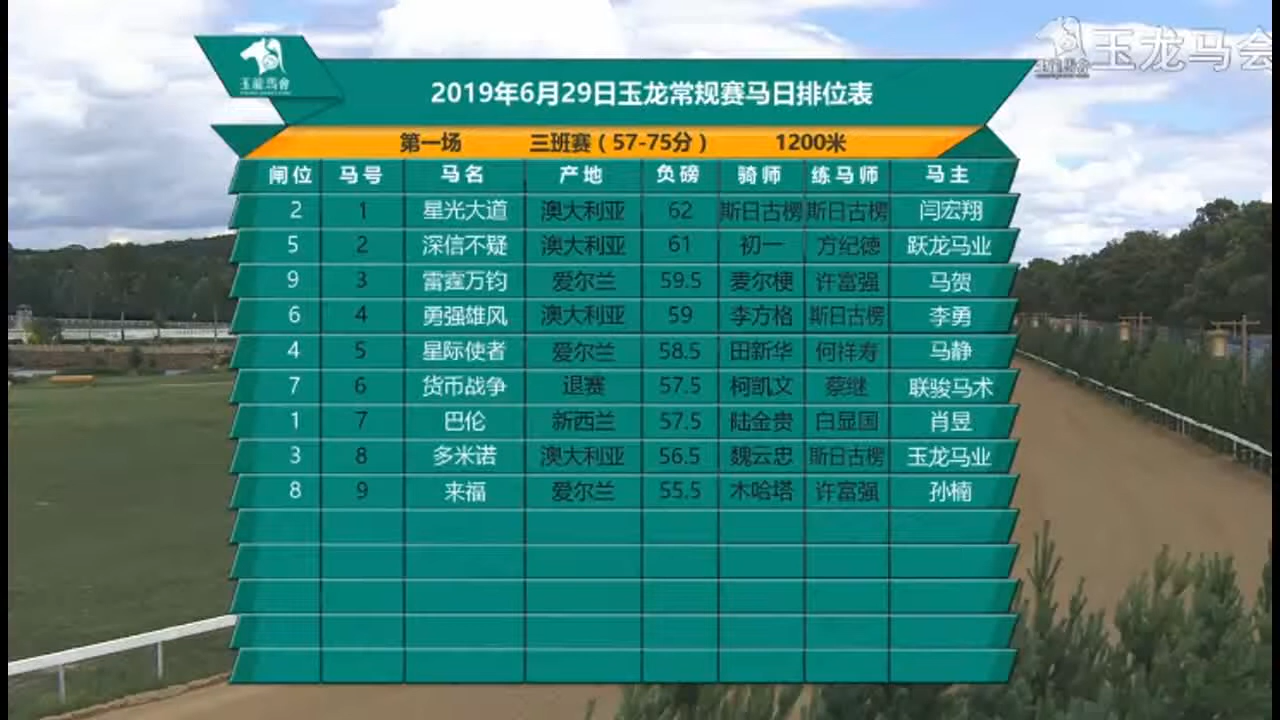 玉龍馬會
玉龙马会
2019年6月29日玉龙常规赛马日排位表
第一场 三班赛（57-75分） 1200米
闸位 马号 马名 产地 负磅 骑师 练马师 马主
2 1 星光大道 澳大利亚 62 斯日古楞 斯日古楞 闫宏翔
5 2 深信不疑 澳大利亚 61 初一 方纪德 跃龙马业
9 3 雷霆万钧 爱尔兰 59.5 麦尔梗 许富强 马贺
6 4 勇强雄风 澳大利亚 59 李方格 斯日古楞 李勇
4 5 星际使者 爱尔兰 58.5 田新华 何祥寿 马静
7 6 货币战争 退赛 57.5 柯凯文 蔡继 联骏马术
1 7 巴伦 新西兰 57.5 陆金贵 白显国 肖昱
3 8 多米诺 澳大利亚 56.5 魏云忠 斯日古楞 玉龙马业
8 9 来福 爱尔兰 55.5 木哈塔 许富强 孙楠